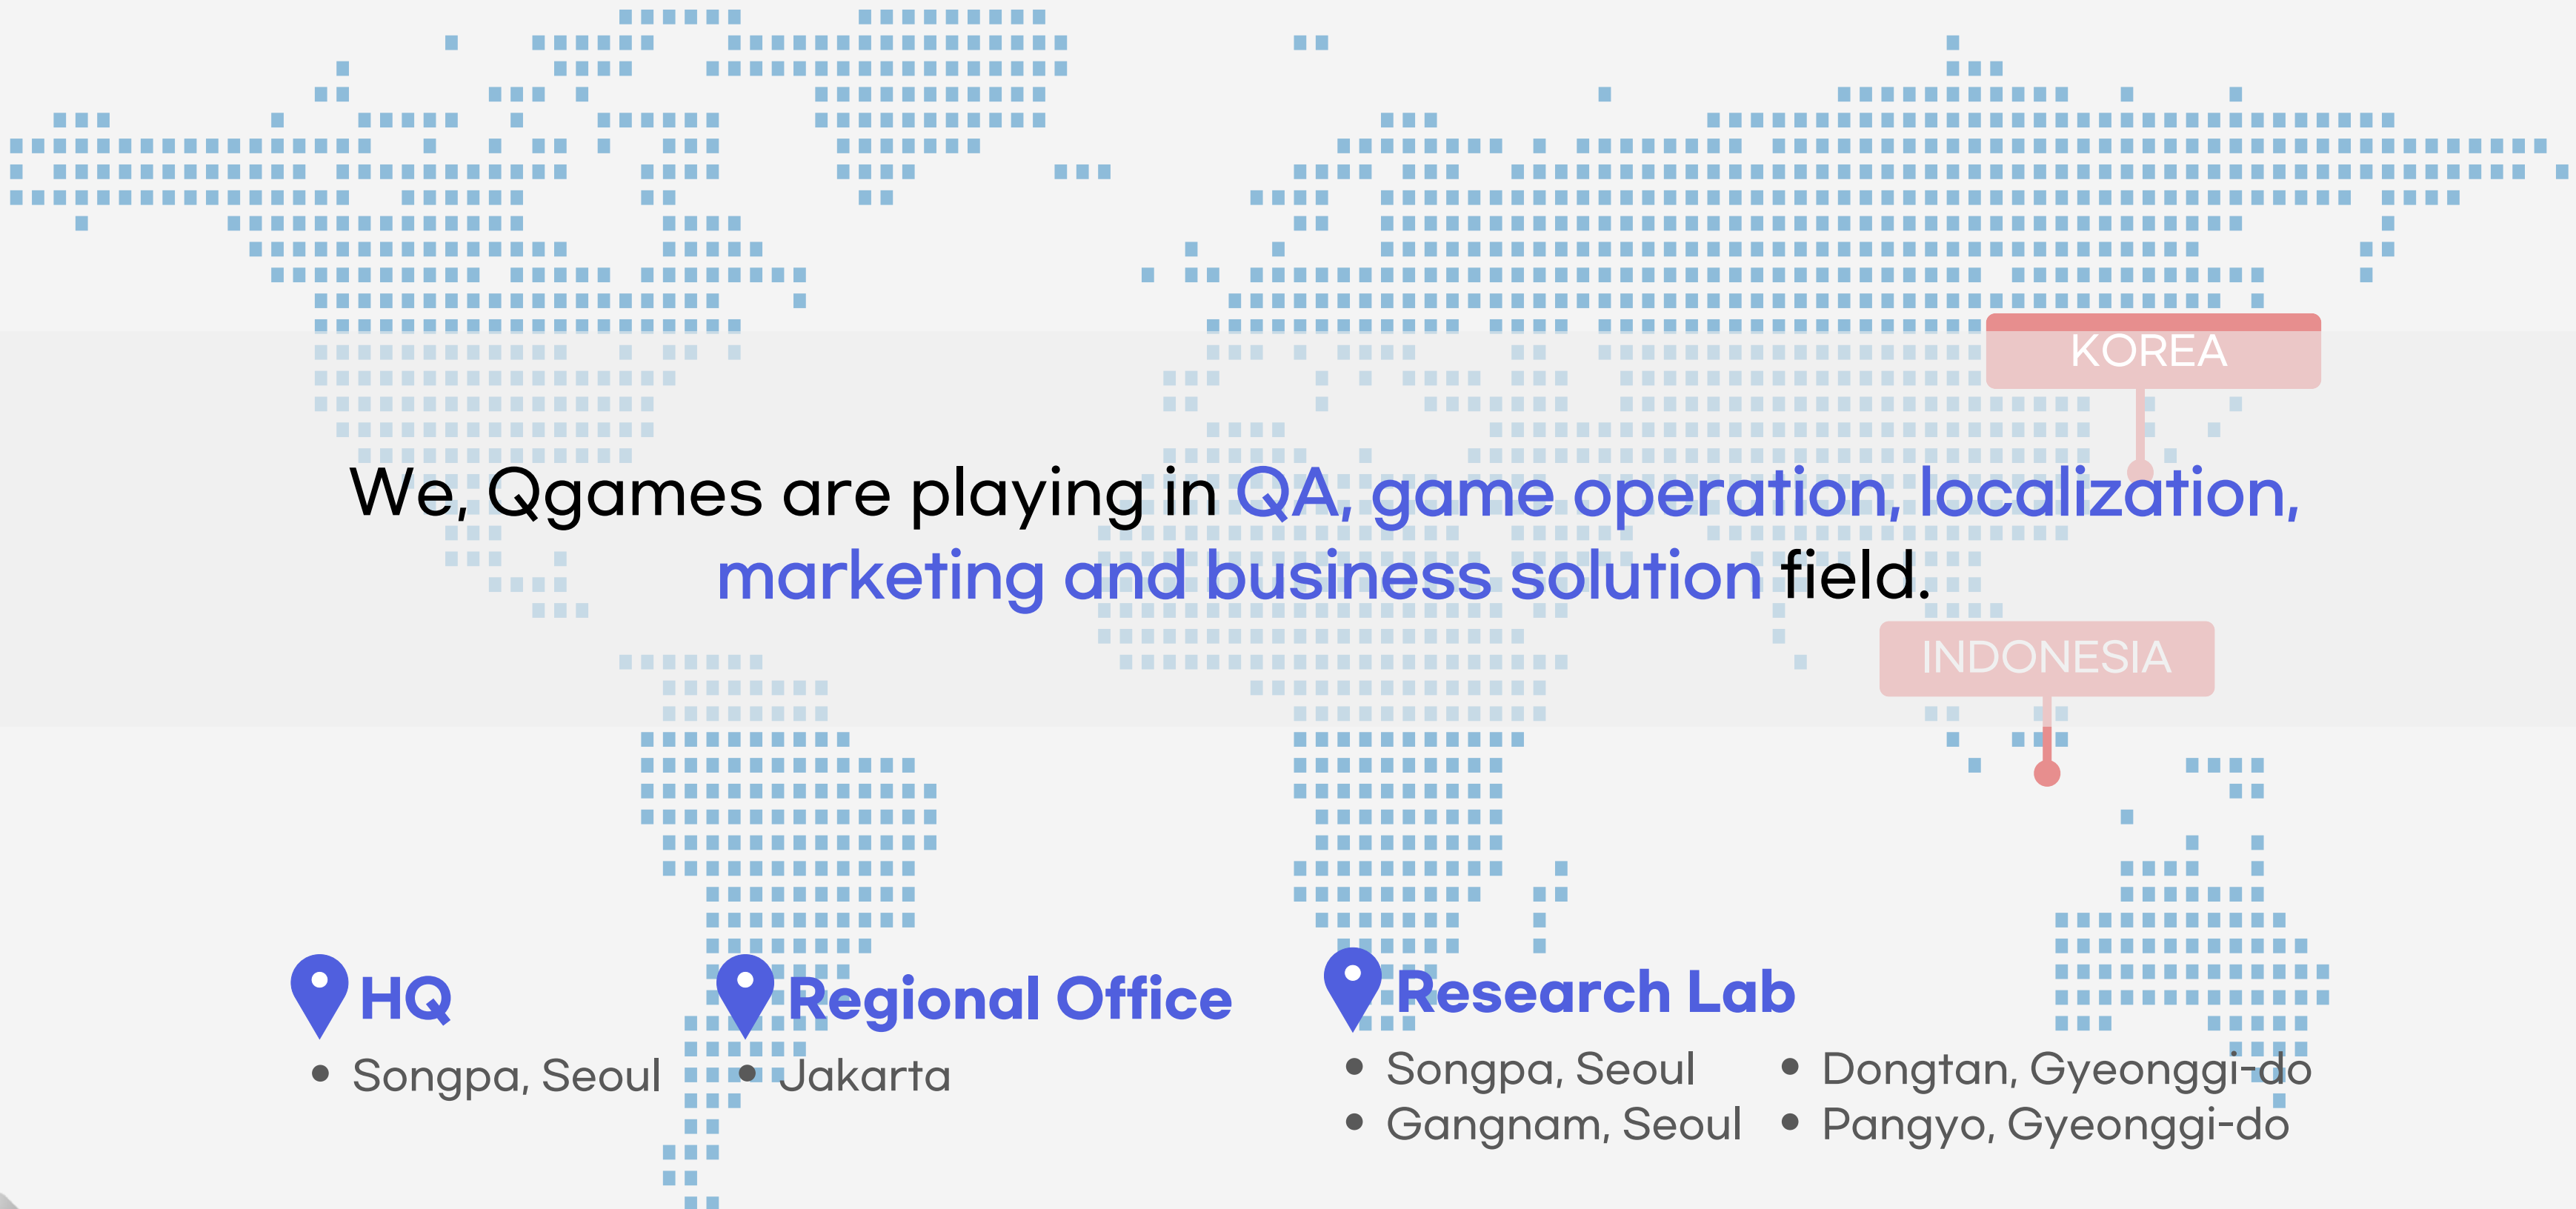 KOREA
We, Qgames are playing in QA, game operation, localization,
marketing and business solution field.
INDONESIA
HQ
Songpa, Seoul
Regional Office
Jakarta
Research Lab
Songpa, Seoul
Gangnam, Seoul
Dongtan, Gyeonggi-do
Pangyo, Gyeonggi-do